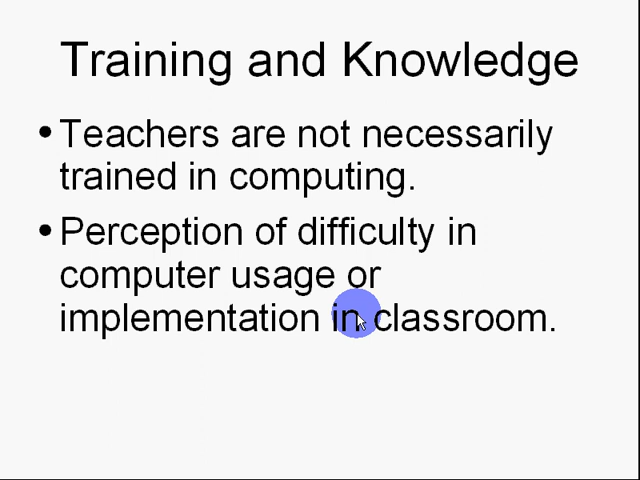 Training and Knowledge
• Teachers are not necessarily
trained in computing.
• Perception of difficulty in
computer usage or
implementation in classroom.